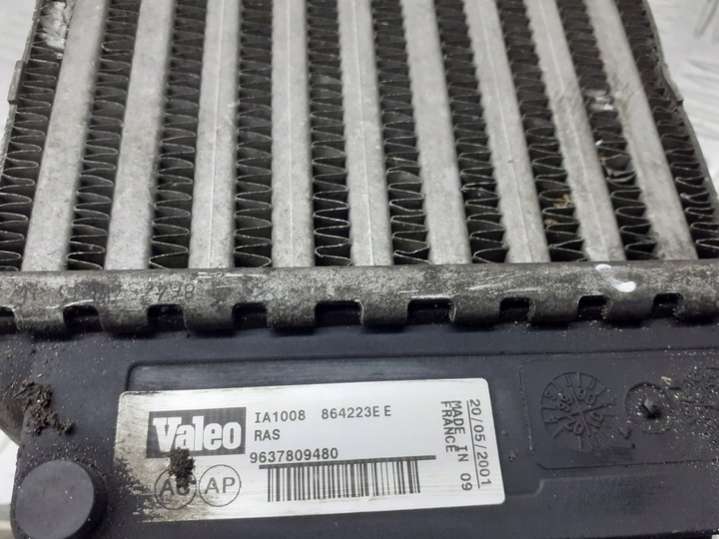 Valeo
IA1008 864223E E
RAS
9637809480
AP
20/05/2001
MADE IN 09
FRANCE